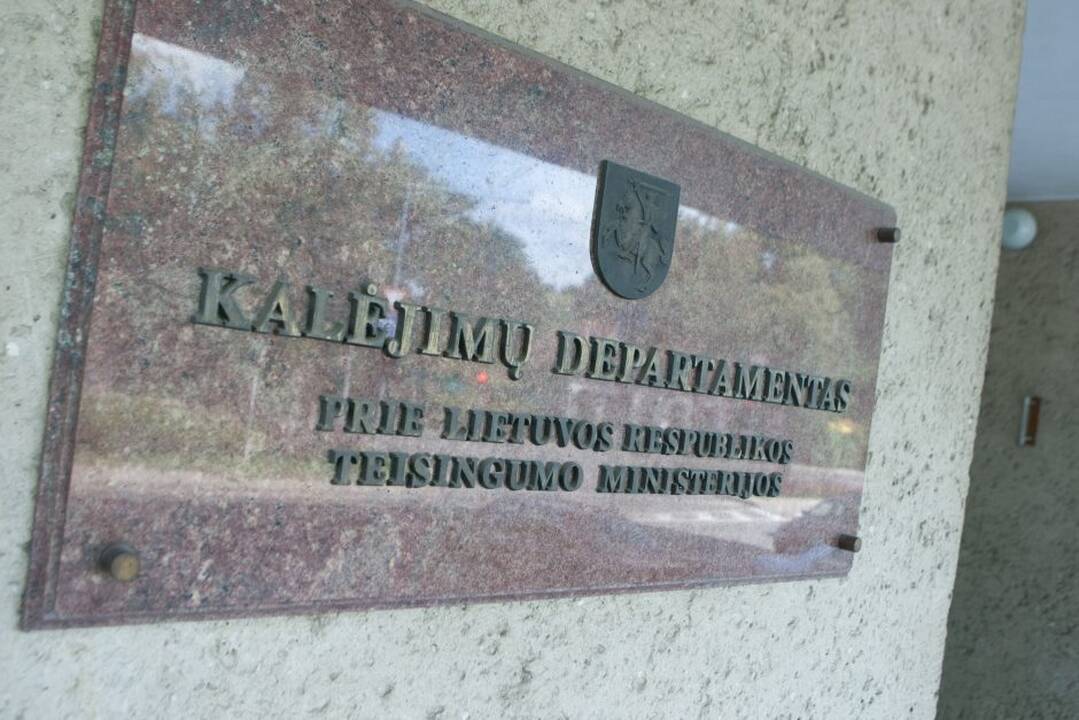 KALĖJIMŲ DEPARTAMENTAS
PRIE LIETUVOS RESPUBLIKOS
TEISINGUMO MINISTERIJOS